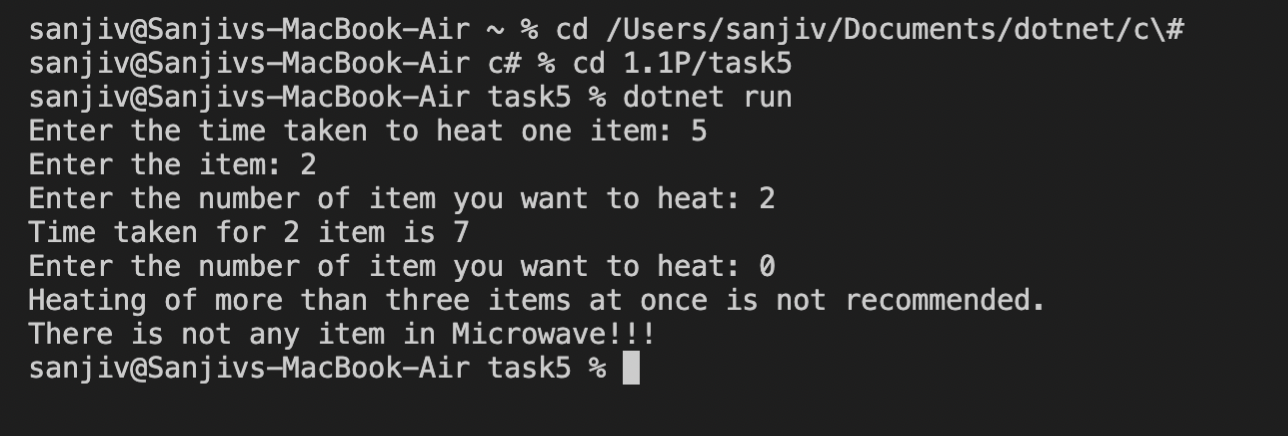 sanjiv@Sanjivs-MacBook-Air ~ % cd /Users/sanjiv/Documents/dotnet/c\#
sanjiv@Sanjivs-MacBook-Air c# % cd 1.1P/task5
sanjiv@Sanjivs-MacBook-Air task5 % dotnet run
Enter the time taken to heat one item: 5
Enter the item: 2
Enter the number of item you want to heat: 2
Time taken for 2 item is 7
Enter the number of item you want to heat: 0
Heating of more than three items at once is not recommended.
There is not any item in Microwave!!!
sanjiv@Sanjivs-MacBook-Air task5 %